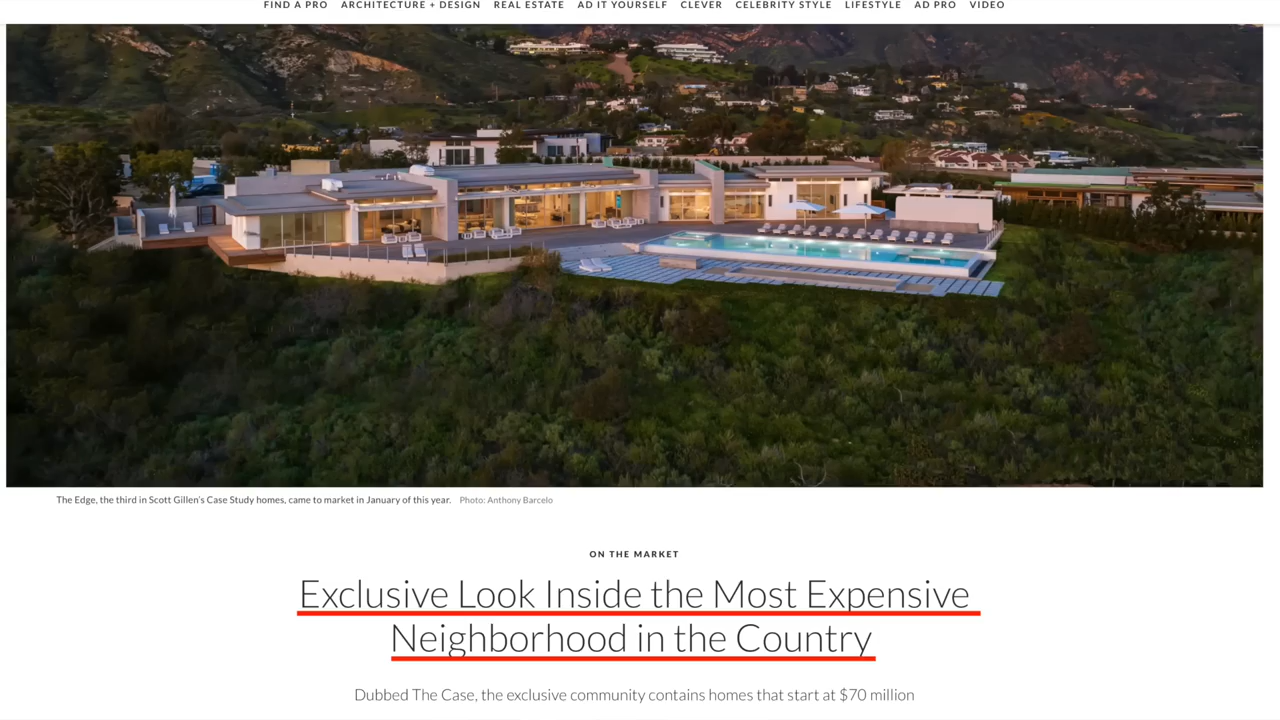 FIND A PRO ARCHITECTURE + DESIGN REAL ESTATE AD IT YOURSELF CLEVER CELEBRITY STYLE LIFESTYLE AD PRO VIDEO
The Edge, the third in Scott Gillen's Case Study homes, came to market in January of this year. Photo: Anthony Barcelo
ON THE MARKET
Exclusive Look Inside the Most Expensive
Neighborhood in the Country
Dubbed The Case, the exclusive community contains homes that start at $70 million